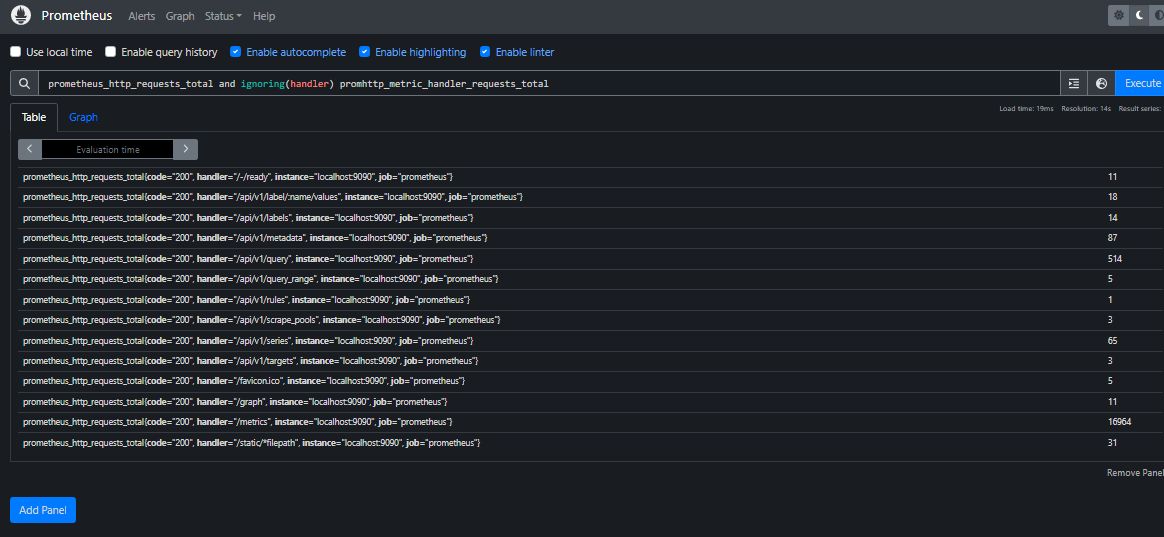 Prometheus Alerts Graph Status Help
Use local time Enable query history Enable autocomplete Enable highlighting Enable linter
prometheus_http_requests_total and ignoring(handler) promhttp_metric_handler_requests_total Execute
Table Graph Load time: 19ms Resolution: 14s Result series:
Evaluation time
prometheus_http_requests_total{code="200", handler="/-/ready", instance="localhost:9090", job="prometheus"} 11
prometheus_http_requests_total{code="200", handler="/api/v1/label/:name/values", instance="localhost:9090", job="prometheus"} 18
prometheus_http_requests_total{code="200", handler="/api/v1/labels", instance="localhost:9090", job="prometheus"} 14
prometheus_http_requests_total{code="200", handler="/api/v1/metadata", instance="localhost:9090", job="prometheus"} 87
prometheus_http_requests_total{code="200", handler="/api/v1/query", instance="localhost:9090", job="prometheus"} 514
prometheus_http_requests_total{code="200", handler="/api/v1/query_range", instance="localhost:9090", job="prometheus"} 5
prometheus_http_requests_total{code="200", handler="/api/v1/rules", instance="localhost:9090", job="prometheus"} 1
prometheus_http_requests_total{code="200", handler="/api/v1/scrape_pools", instance="localhost:9090", job="prometheus"} 3
prometheus_http_requests_total{code="200", handler="/api/v1/series", instance="localhost:9090", job="prometheus"} 65
prometheus_http_requests_total{code="200", handler="/api/v1/targets", instance="localhost:9090", job="prometheus"} 3
prometheus_http_requests_total{code="200", handler="/favicon.ico", instance="localhost:9090", job="prometheus"} 5
prometheus_http_requests_total{code="200", handler="/graph", instance="localhost:9090", job="prometheus"} 11
prometheus_http_requests_total{code="200", handler="/metrics", instance="localhost:9090", job="prometheus"} 16964
prometheus_http_requests_total{code="200", handler="/static/*filepath", instance="localhost:9090", job="prometheus"} 31
Remove Panel
Add Panel